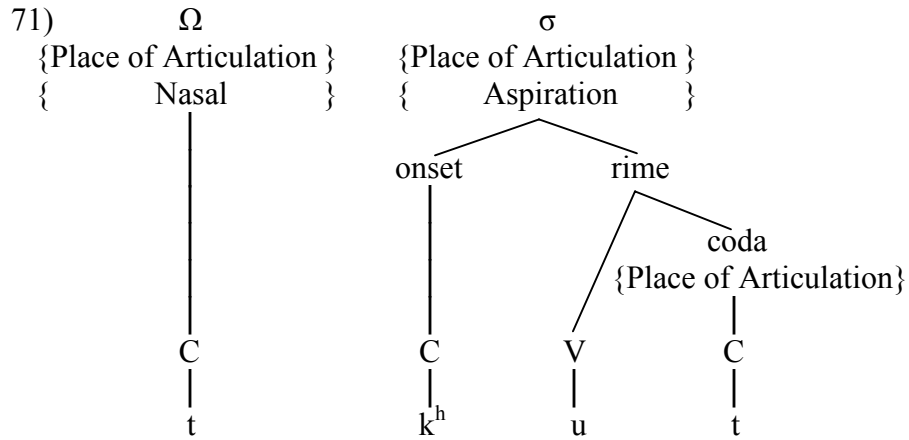 71) Ω σ
{Place of Articulation } {Place of Articulation }
{ Nasal } { Aspiration }
onset rime
coda
{Place of Articulation}
C C V C
t kʰ u t